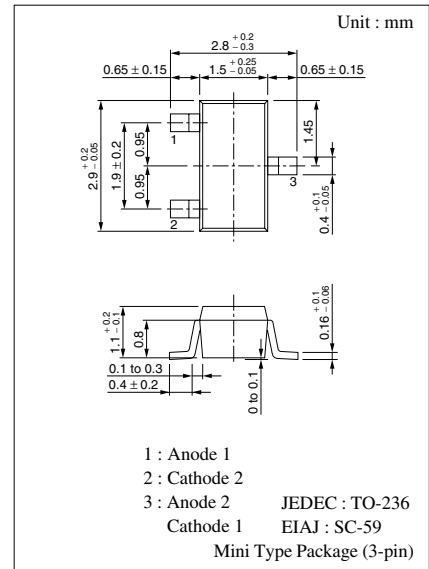 Unit : mm
2.8 +0.2 −0.3
0.65 ± 0.15
1.5 +0.25 −0.05
0.65 ± 0.15
2.9 +0.2 −0.05
1.9 ± 0.2
0.95
0.95
1
2
3
1.45
0.4 +0.1 −0.05
1.1 +0.2 −0.1
0.8
0.16 +0.1 −0.06
0.1 to 0.3
0.4 ± 0.2
0 to 0.1
1 : Anode 1
2 : Cathode 2
3 : Anode 2 JEDEC : TO-236
Cathode 1 EIAJ : SC-59
Mini Type Package (3-pin)